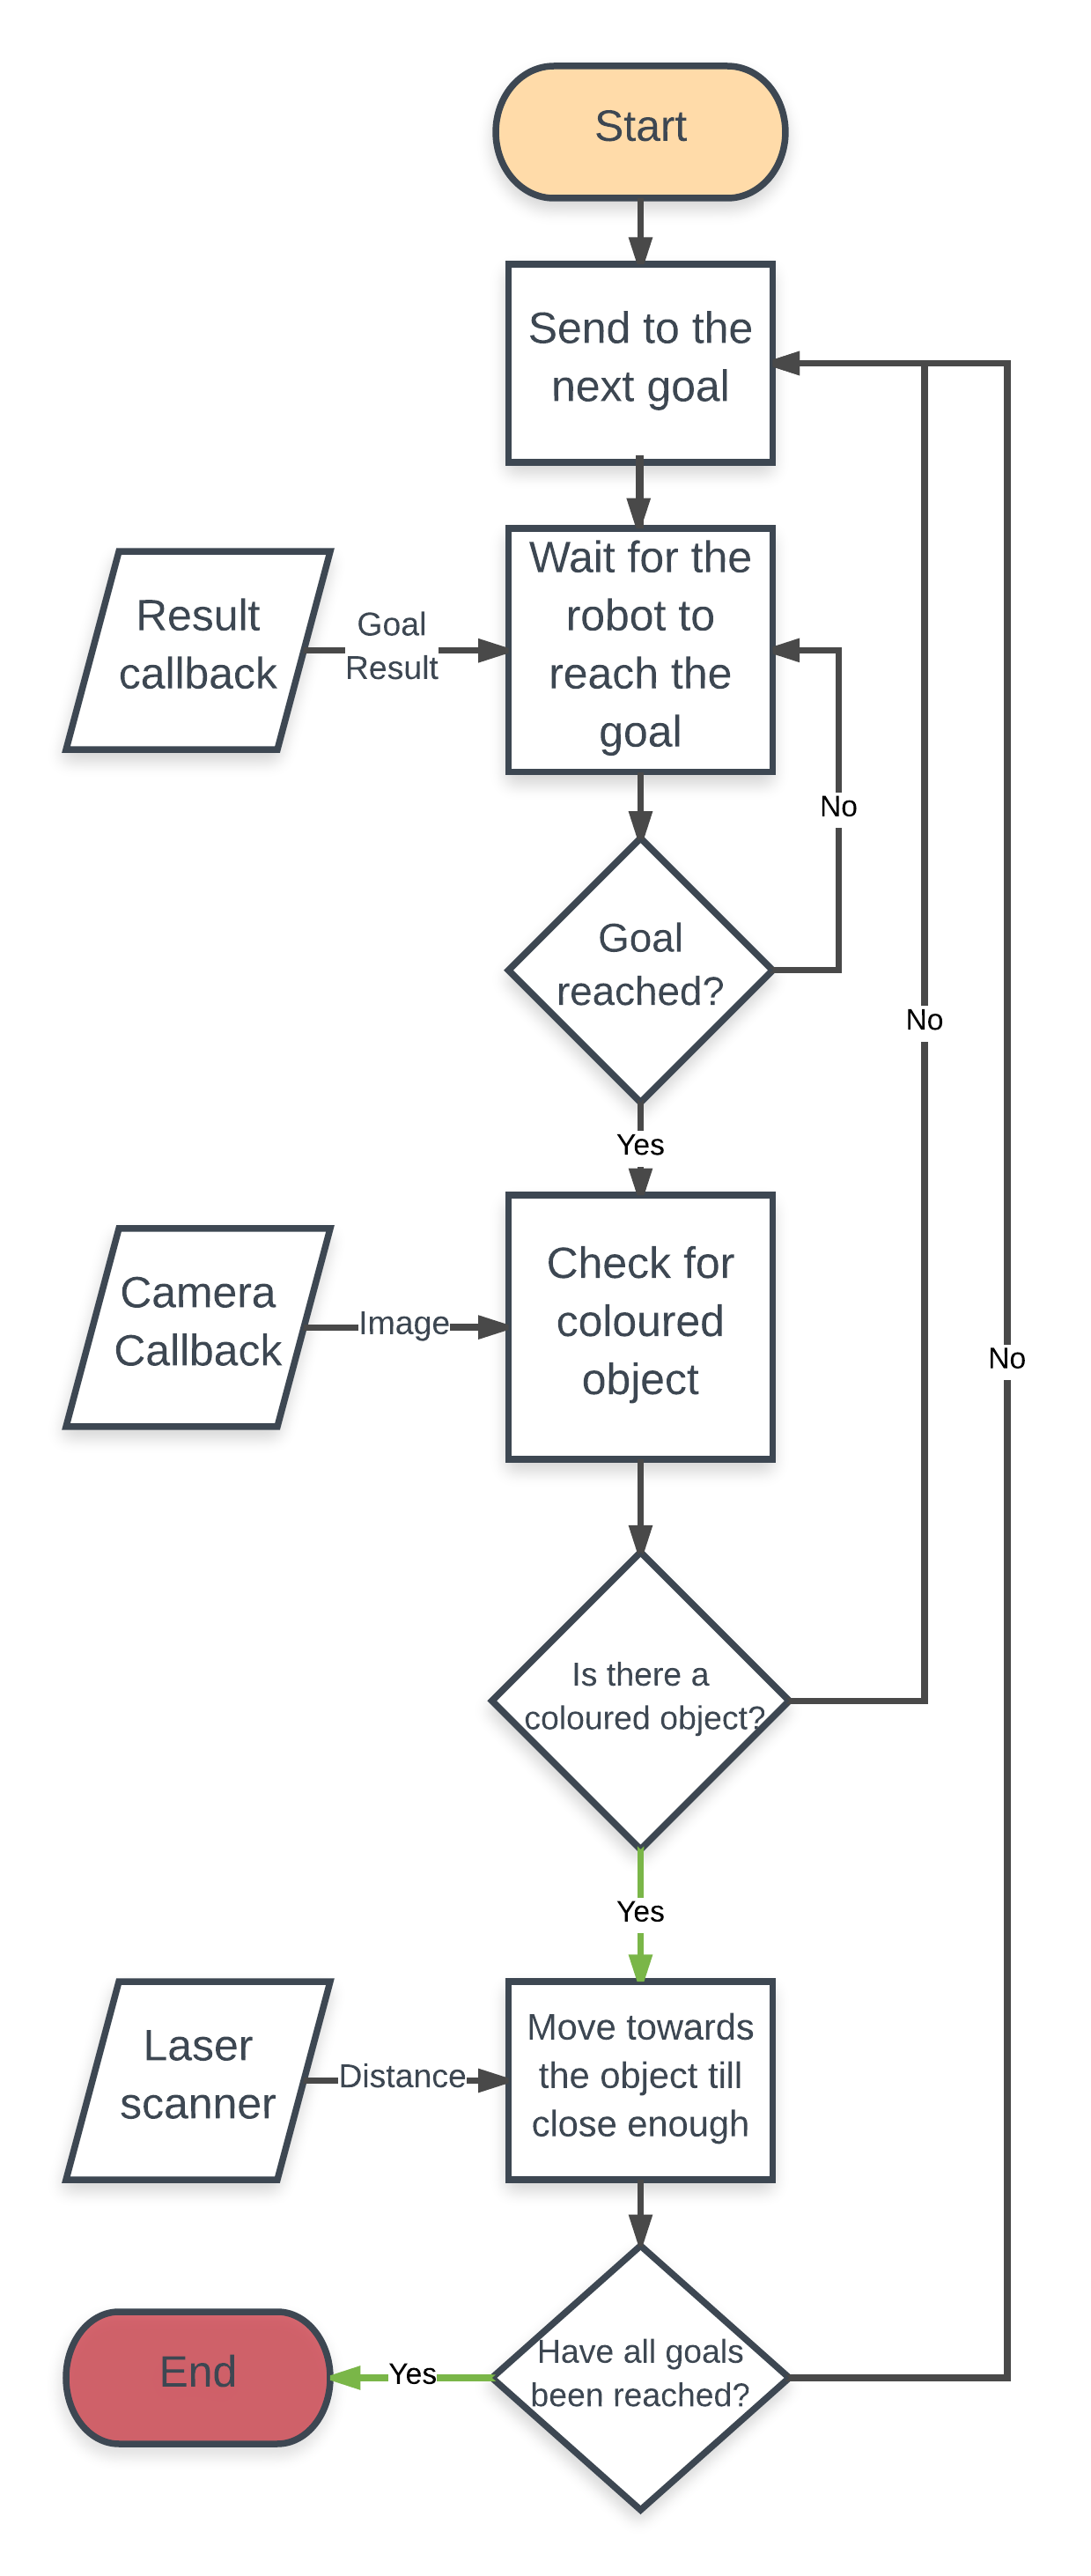 Start
Send to the
next goal
Result
callback
Goal
Result
Wait for the
robot to
reach the
goal
No
Goal
reached?
No
Yes
Camera
Callback
Image
Check for
coloured
object
No
Is there a
coloured object?
Yes
Laser
scanner
Distance
Move towards
the object till
close enough
End
Yes
Have all goals
been reached?